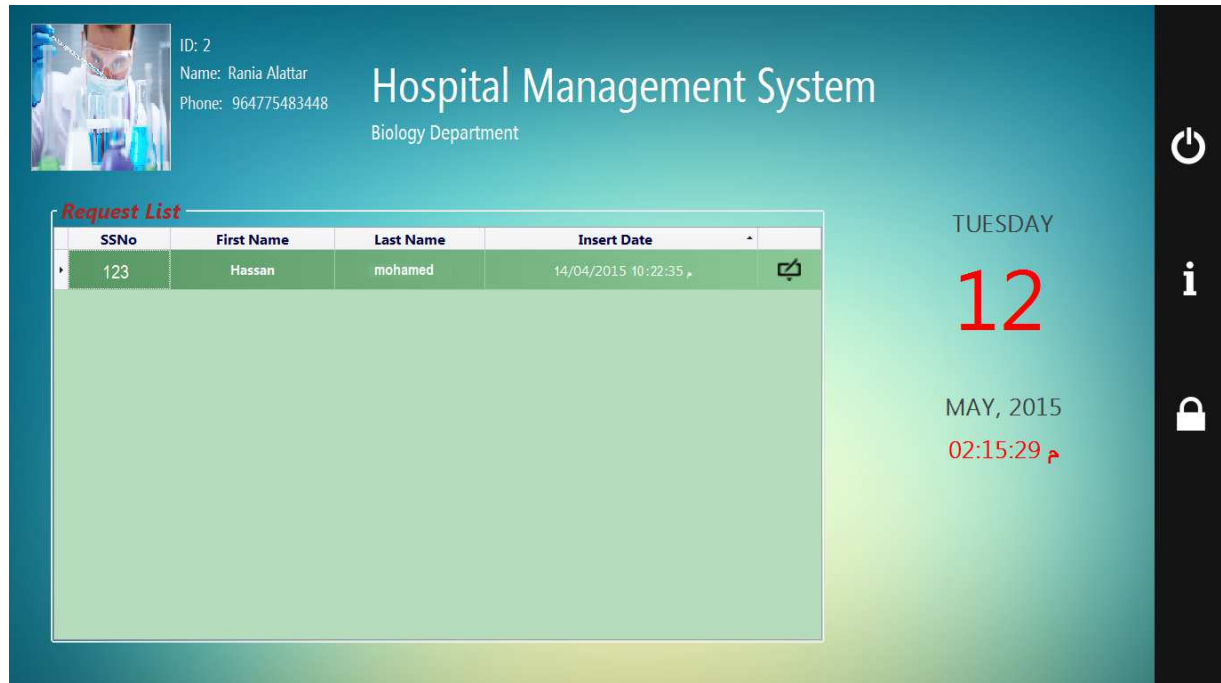 ID: 2
Name: Rania Alattar
Phone: 964775483448
Hospital Management System
Biology Department
Request List
SSNo First Name Last Name Insert Date
123 Hassan mohamed 14/04/2015 10:22:35 م
TUESDAY
12
MAY, 2015
02:15:29 م